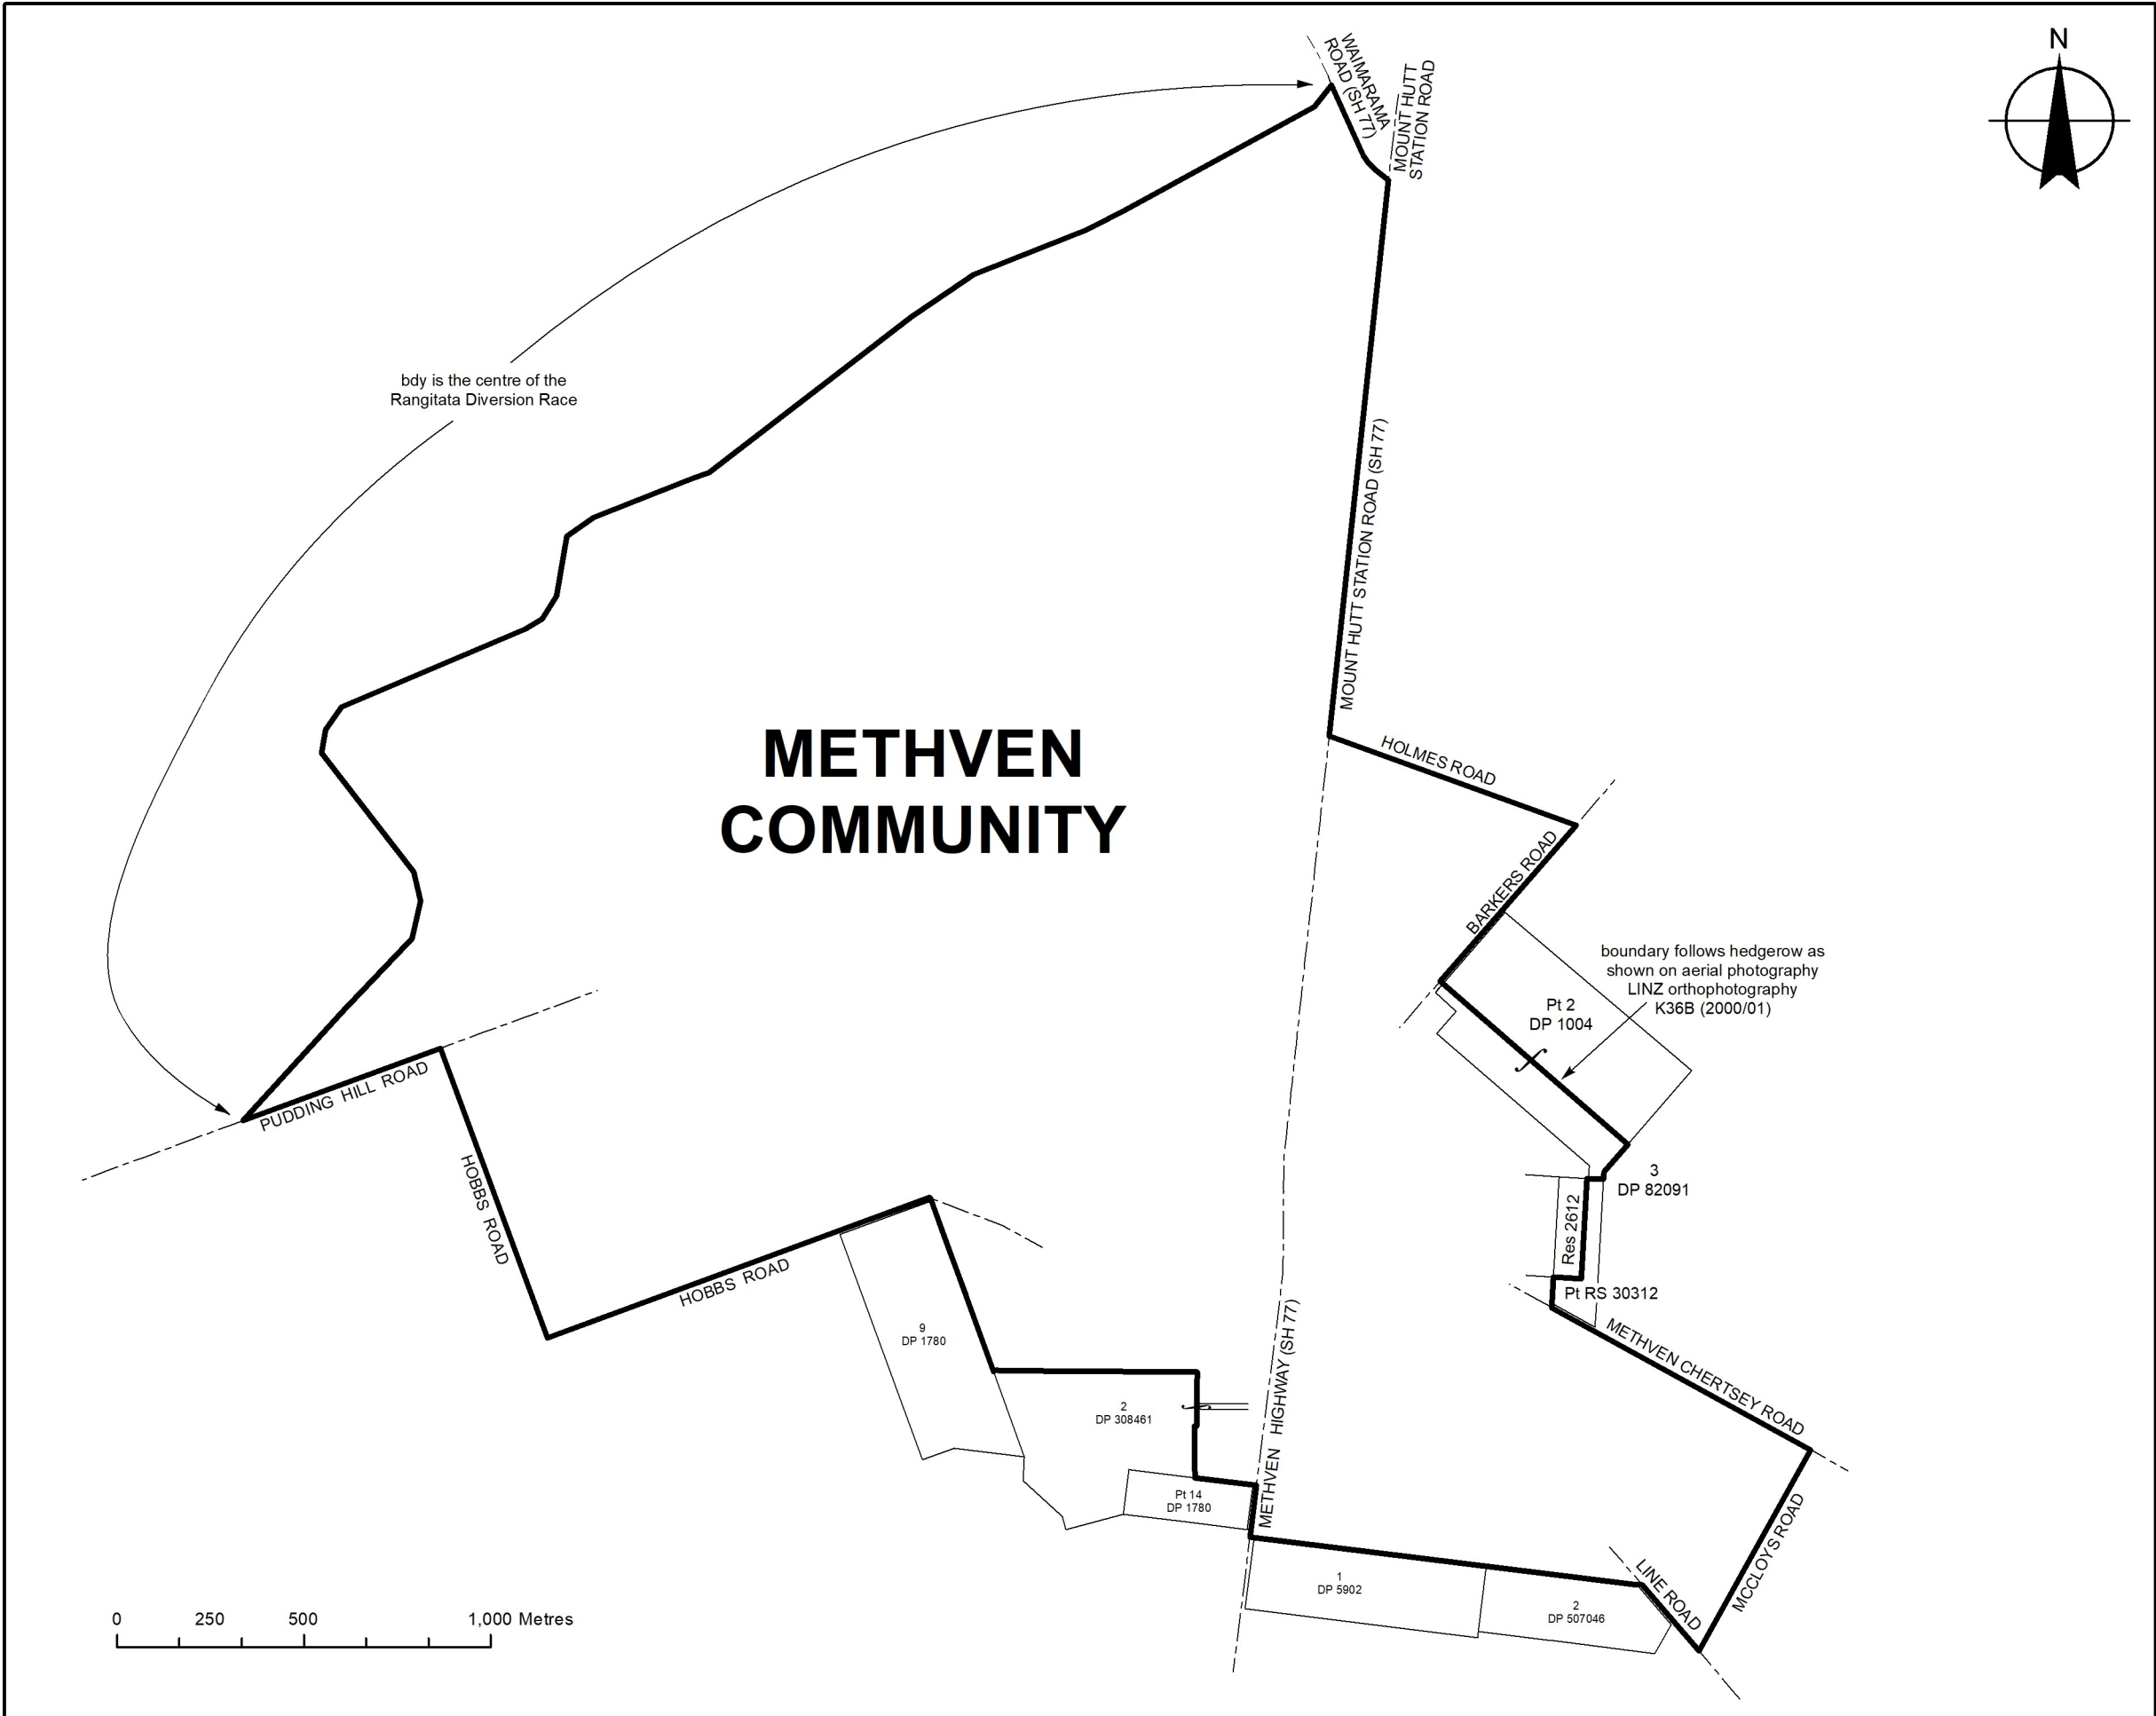 N
WAIMARAMA
ROAD (SH 77)
MOUNT HUTT
STATION ROAD
bdy is the centre of the
Rangitata Diversion Race
MOUNT HUTT STATION ROAD (SH 77)
METHVEN
COMMUNITY
HOLMES ROAD
BARKERS ROAD
boundary follows hedgerow as
shown on aerial photography
LINZ orthophotography
K36B (2000/01)
Pt 2
DP 1004
PUDDING HILL ROAD
HOBBS ROAD
3
DP 82091
Res 2612
HOBBS ROAD
Pt RS 30312
METHVEN HIGHWAY (SH 77)
9
DP 1780
METHVEN CHERTSEY ROAD
2
DP 308461
Pt 14
DP 1780
MCCLOYS ROAD
LINE ROAD
1
DP 5902
2
DP 507046
0 250 500 1,000 Metres